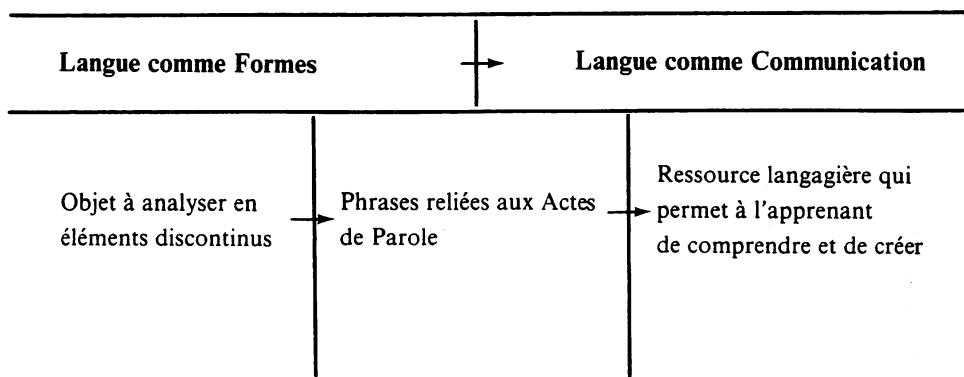 Langue comme Formes
Langue comme Communication
Objet à analyser en
éléments discontinus
Phrases reliées aux Actes
de Parole
Ressource langagière qui
permet à l'apprenant
de comprendre et de créer